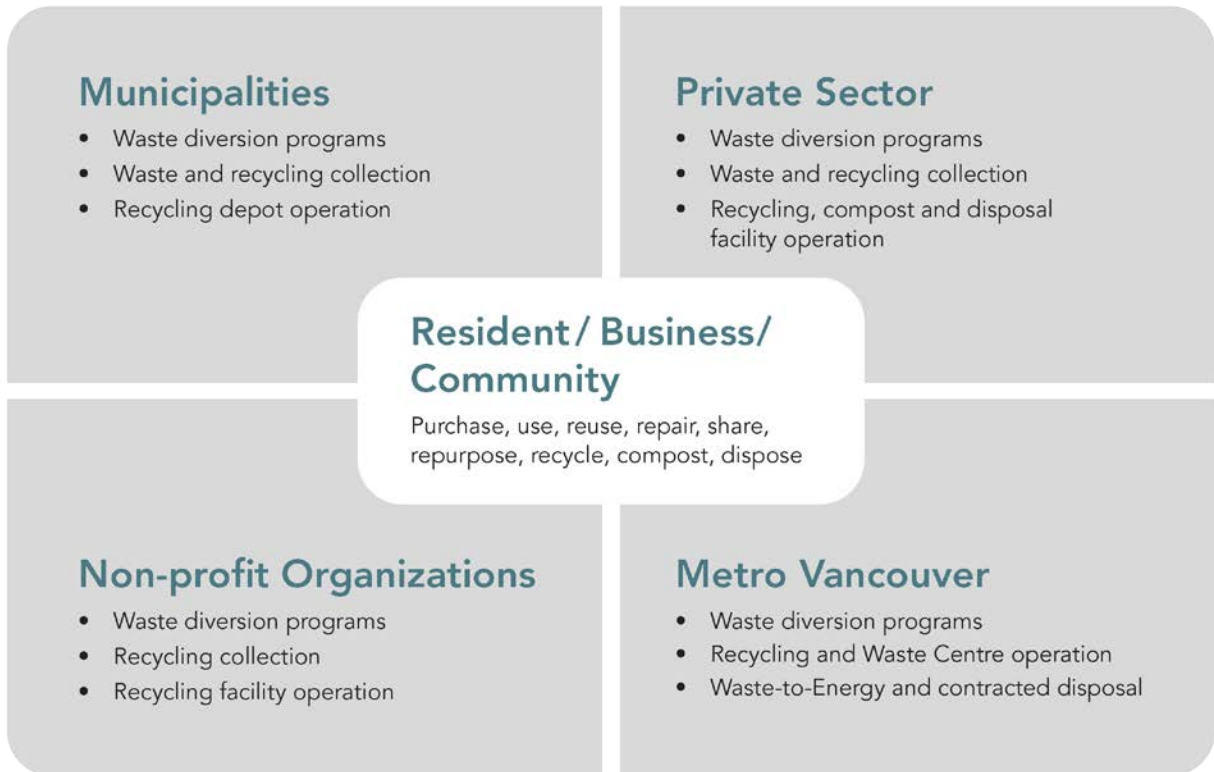 Municipalities
• Waste diversion programs
• Waste and recycling collection
• Recycling depot operation
Private Sector
• Waste diversion programs
• Waste and recycling collection
• Recycling, compost and disposal
facility operation
Resident / Business/
Community
Purchase, use, reuse, repair, share,
repurpose, recycle, compost, dispose
Non-profit Organizations
• Waste diversion programs
• Recycling collection
• Recycling facility operation
Metro Vancouver
• Waste diversion programs
• Recycling and Waste Centre operation
• Waste-to-Energy and contracted disposal